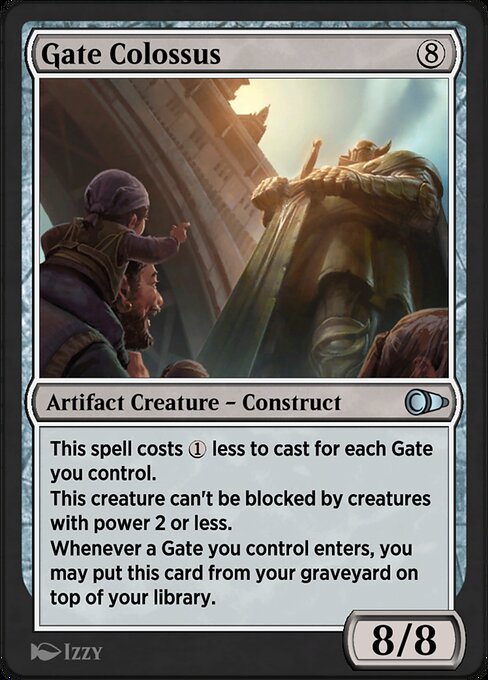 Gate Colossus 8
Artifact Creature – Construct
This spell costs 1 less to cast for each Gate
you control.
This creature can't be blocked by creatures
with power 2 or less.
Whenever a Gate you control enters, you
may put this card from your graveyard on
top of your library.
8/8
Izzy